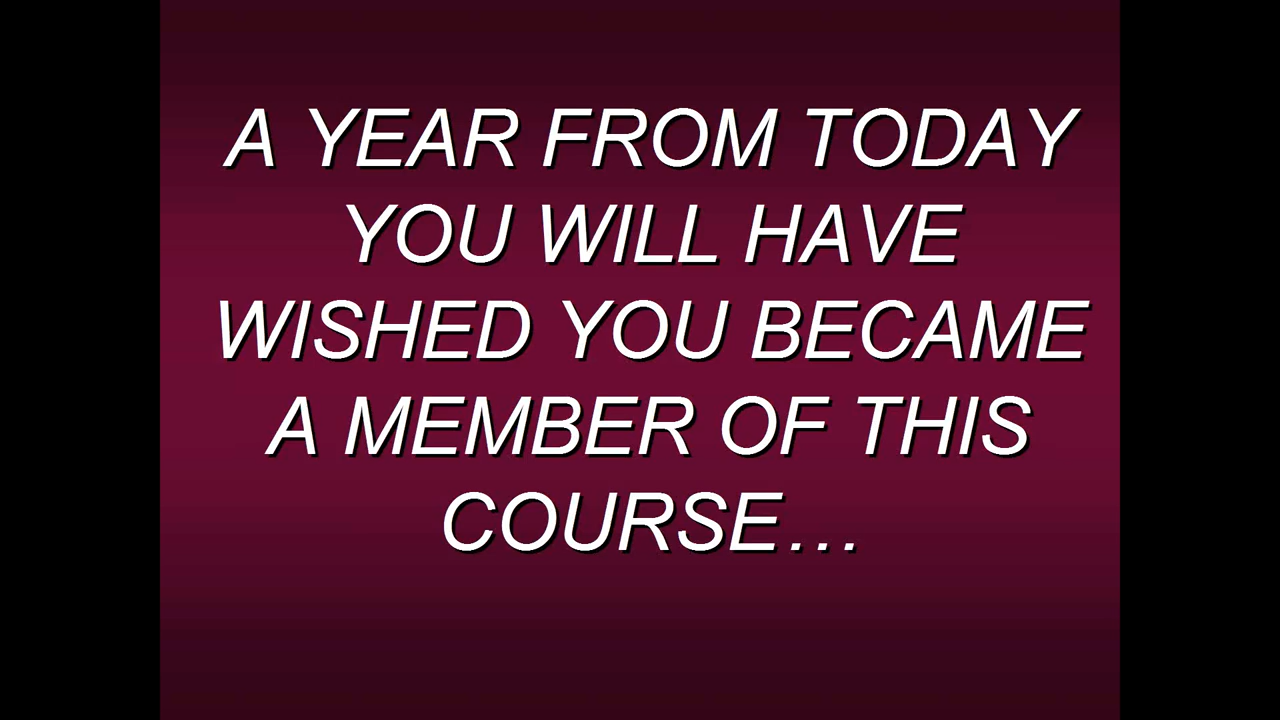 A YEAR FROM TODAY
YOU WILL HAVE
WISHED YOU BECAME
A MEMBER OF THIS
COURSE…